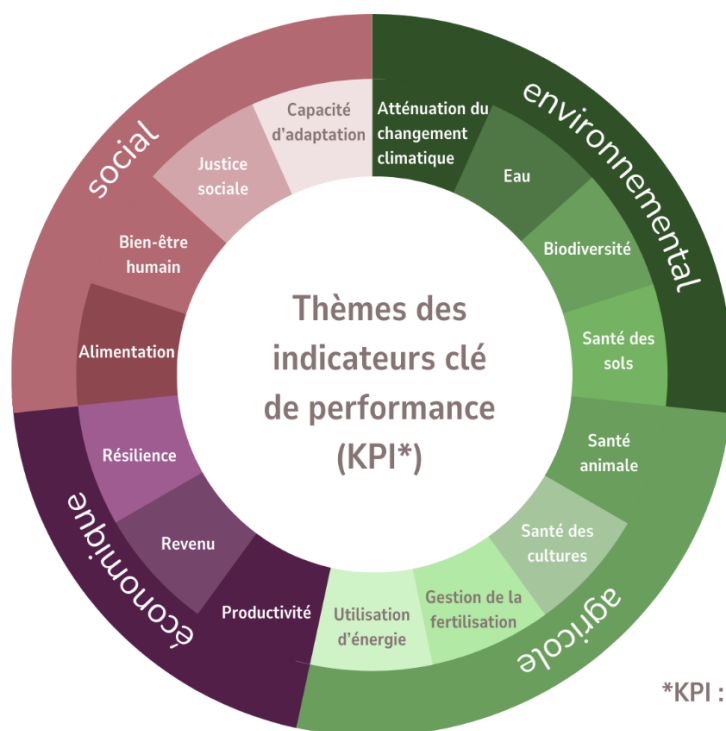 Thèmes des
indicateurs clé
de performance
(KPI*)
environnemental
Atténuation du
changement
climatique
Eau
Biodiversité
Santé des
sols
agricole
Santé
animale
Santé des
cultures
Gestion de la
fertilisation
Utilisation
d'énergie
économique
Productivité
Revenu
Résilience
social
Alimentation
Bien-être
humain
Justice
sociale
Capacité
d'adaptation
*KPI :